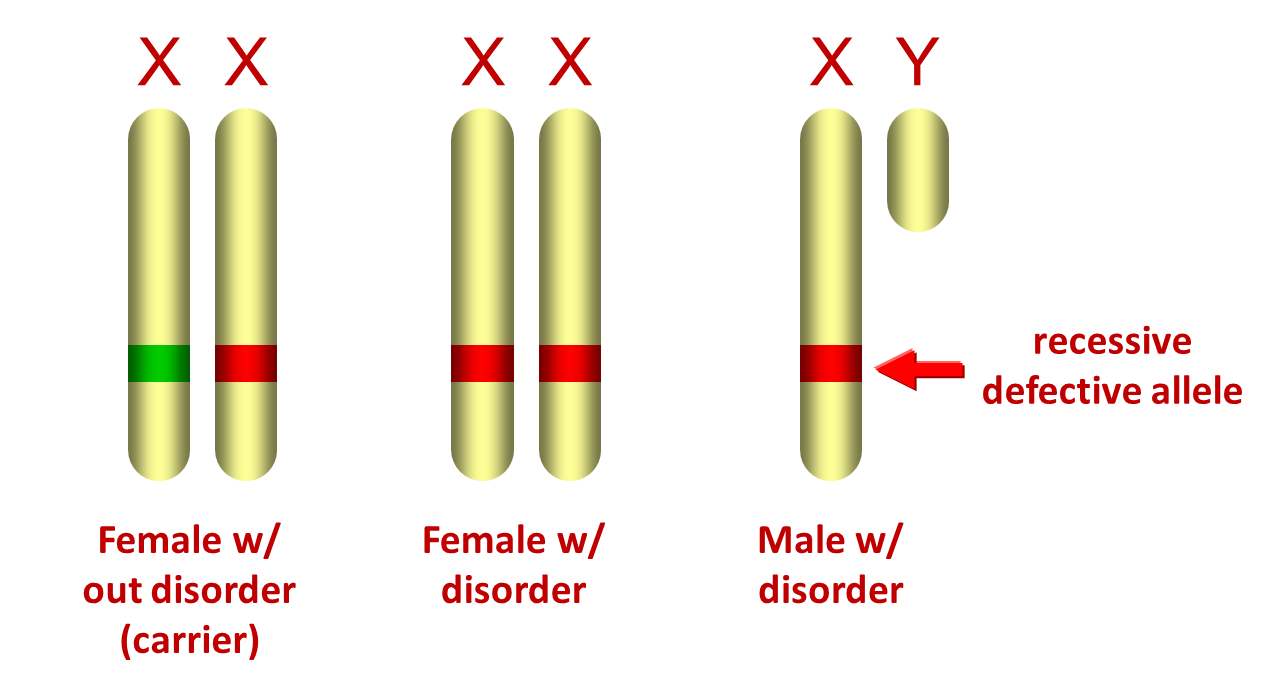 X X
X X
X Y
recessive
defective allele
Female w/
out disorder
(carrier)
Female w/
disorder
Male w/
disorder